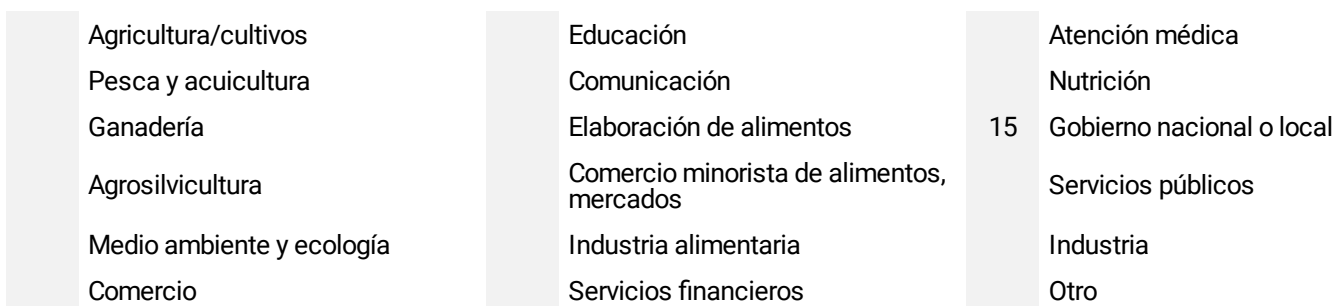 Agricultura/cultivos
Educación
Atención médica
Pesca y acuicultura
Comunicación
Nutrición
Ganadería
Elaboración de alimentos
15 Gobierno nacional o local
Agrosilvicultura
Comercio minorista de alimentos,
mercados
Servicios públicos
Medio ambiente y ecología
Industria alimentaria
Industria
Comercio
Servicios financieros
Otro